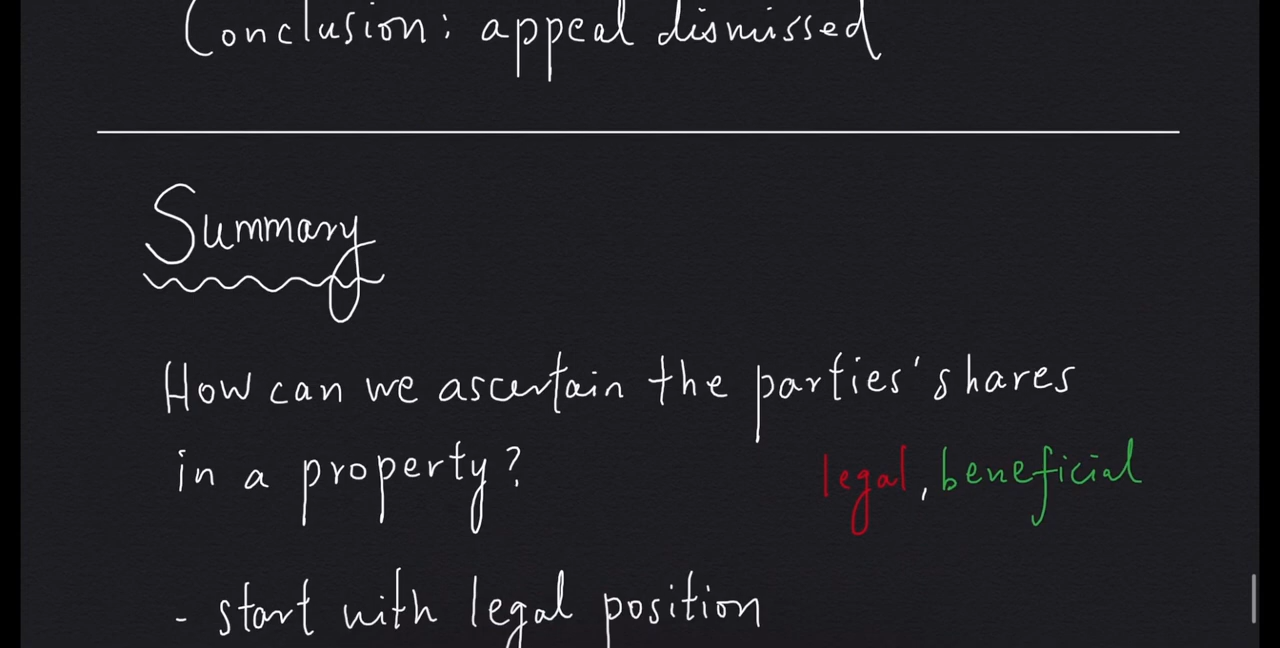 Conclusion: appeal dismissed
Summary
How can we ascertain the parties' shares
in a property?
legal, beneficial
- start with legal position